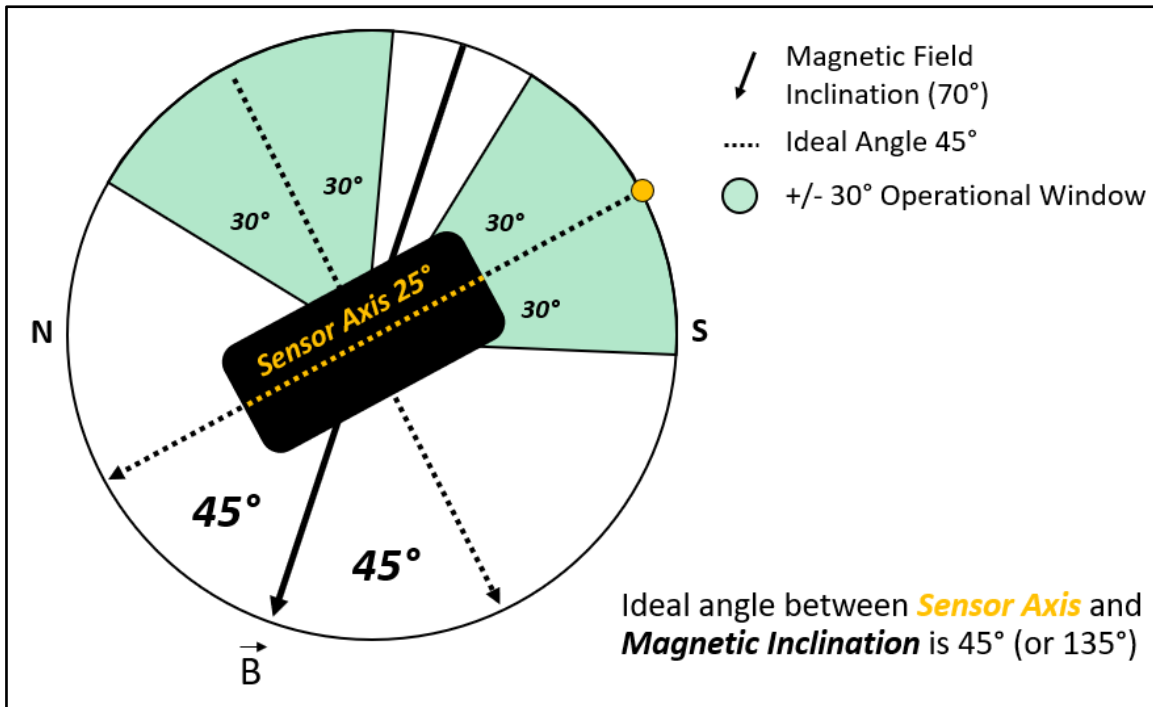 Magnetic Field
Inclination (70°)
Ideal Angle 45°
+/- 30° Operational Window
30°
30°
30°
30°
N
S
Sensor Axis 25°
45°
45°
B
Ideal angle between Sensor Axis and
Magnetic Inclination is 45° (or 135°)